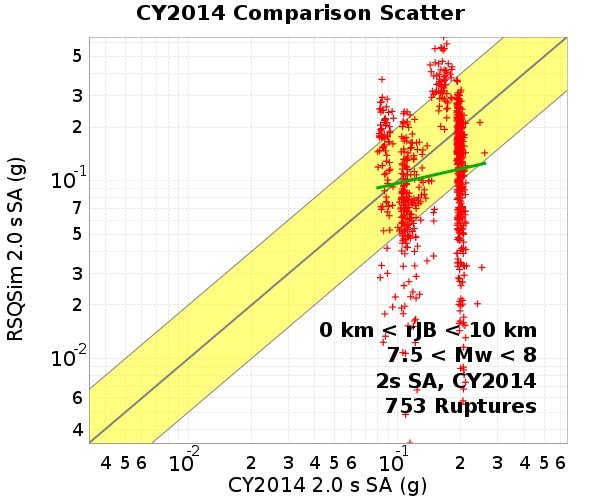 CY2014 Comparison Scatter
RSQSim 2.0 s SA (g)
5
3
2
10-1
7
5
3
2
10-2
6
4
0 km < rJB < 10 km
7.5 < Mw < 8
2s SA, CY2014
753 Ruptures
4 5 6 10-2 2 3 4 5 6 10-1 2 3 4 5 6
CY2014 2.0 s SA (g)